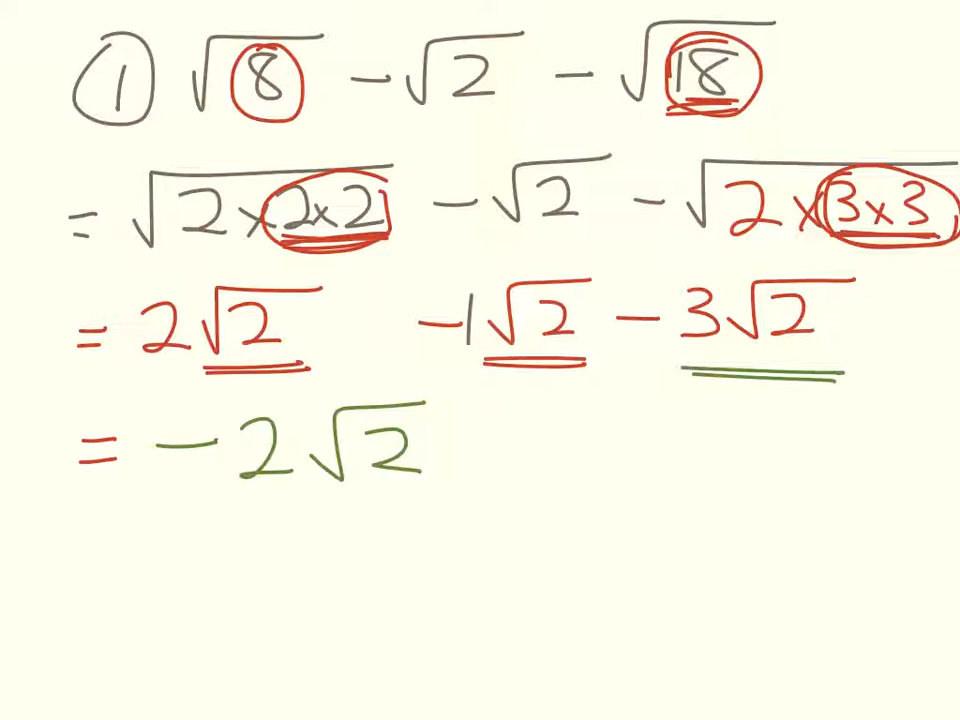 ① √8 - √2 - √18
= √2×2×2 - √2 - √2×3×3
= 2√2 -1√2 - 3√2
= -2√2